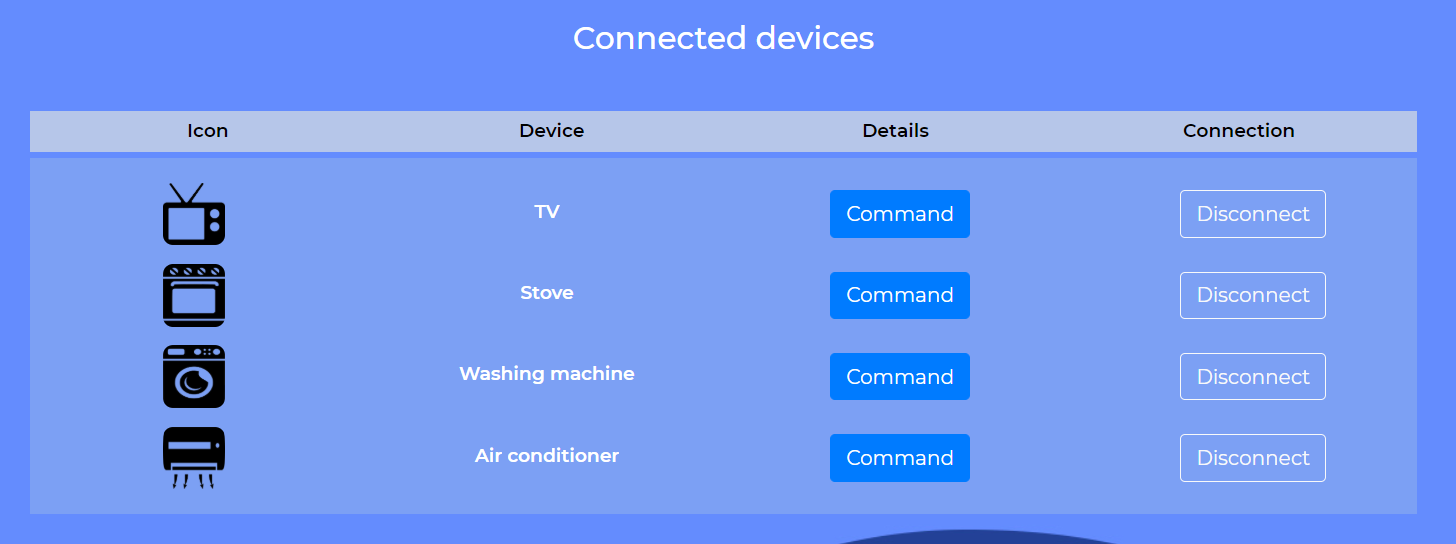 Connected devices
Icon Device Details Connection
TV Command Disconnect
Stove Command Disconnect
Washing machine Command Disconnect
Air conditioner Command Disconnect